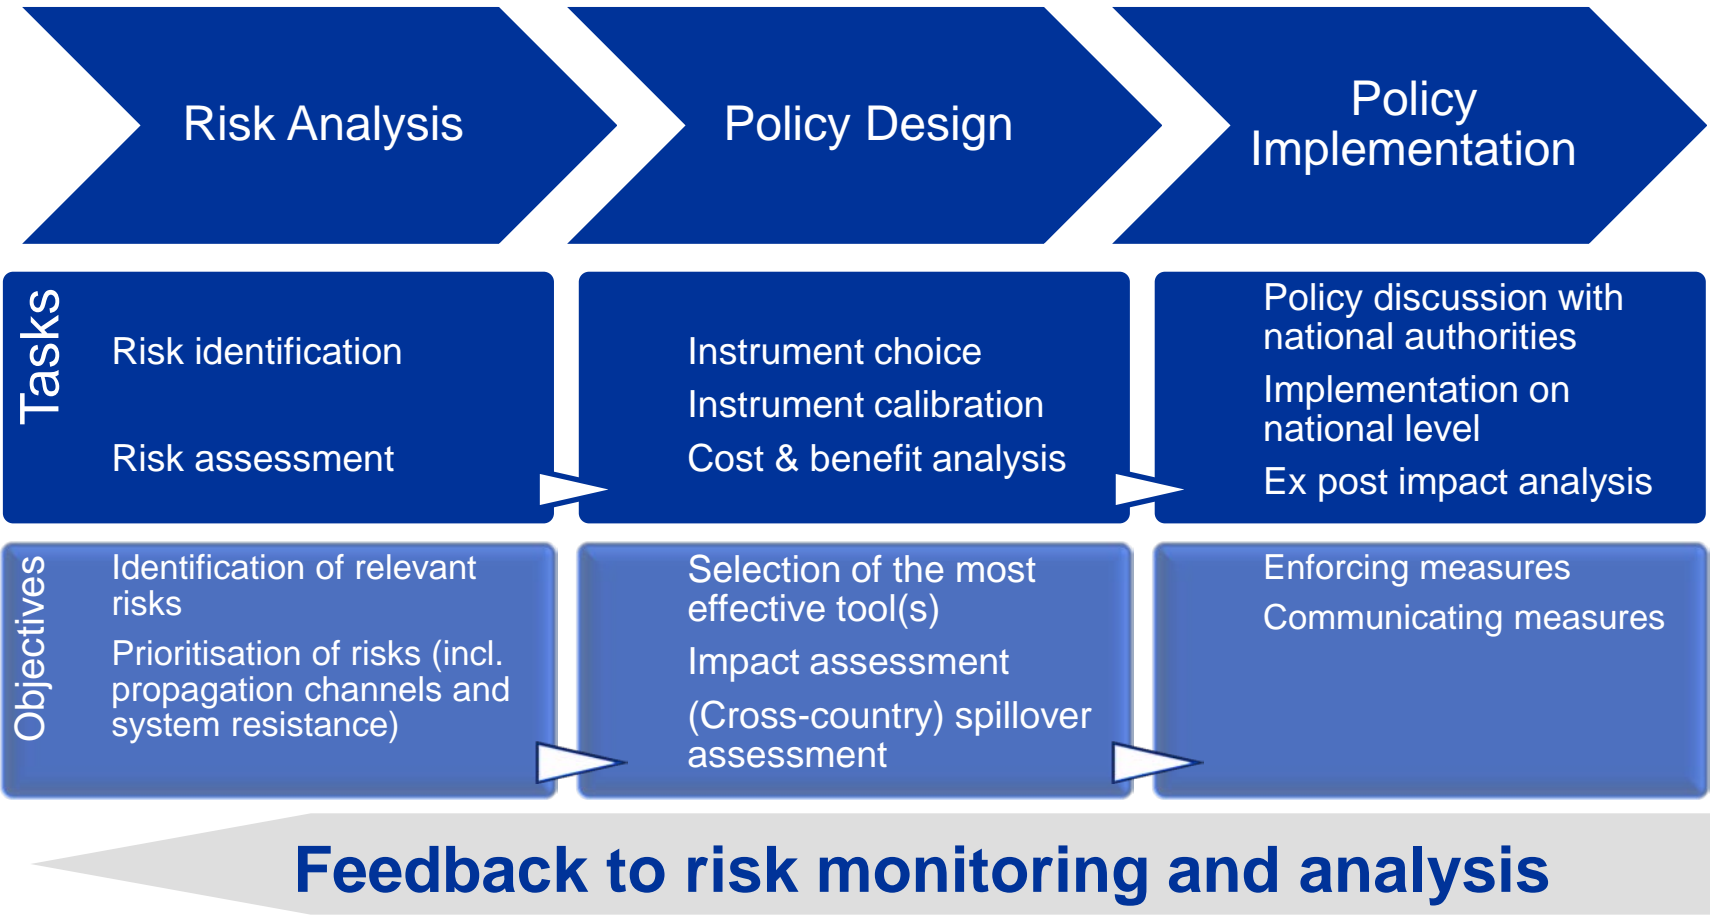 Risk Analysis
Policy Design
Policy
Implementation
Tasks
Risk identification
Risk assessment
Instrument choice
Instrument calibration
Cost & benefit analysis
Policy discussion with
national authorities
Implementation on
national level
Ex post impact analysis
Objectives
Identification of relevant
risks
Prioritisation of risks (incl.
propagation channels and
system resistance)
Selection of the most
effective tool(s)
Impact assessment
(Cross-country) spillover
assessment
Enforcing measures
Communicating measures
Feedback to risk monitoring and analysis